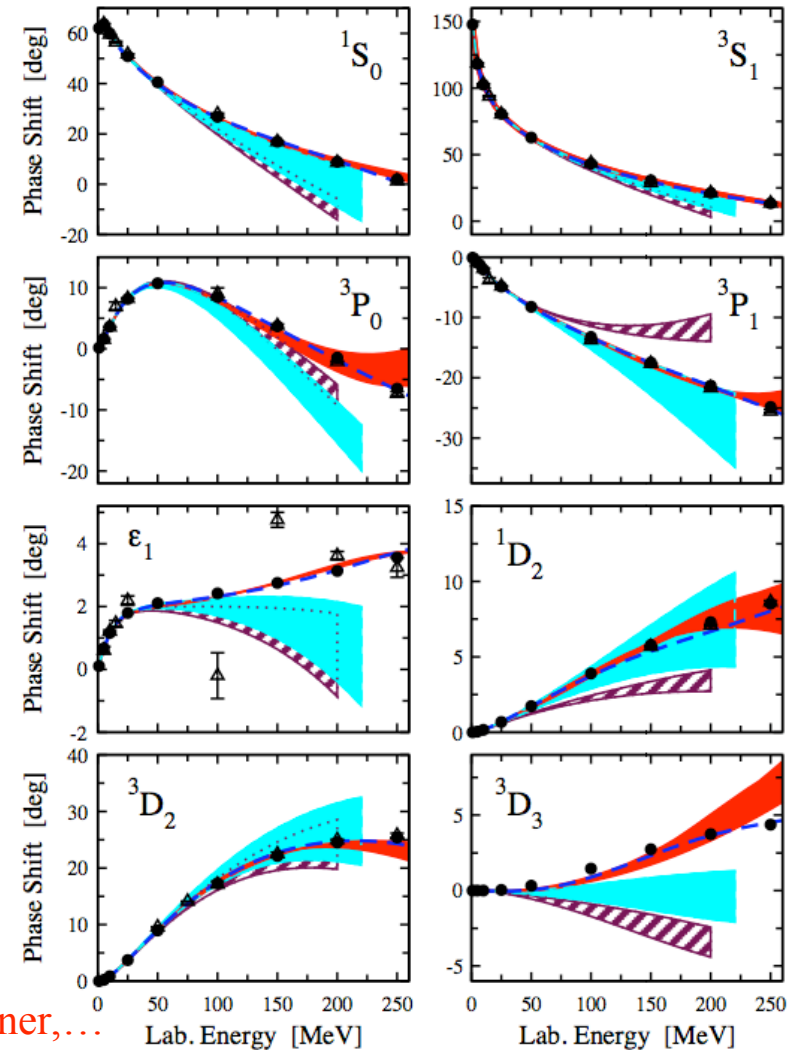 60
40
20
0
-20
Phase Shift [deg]
¹S₀
150
100
50
0
Phase Shift [deg]
³S₁
10
0
-10
-20
Phase Shift [deg]
³P₀
0
-10
-20
-30
³P₁
4
2
0
-2
Phase Shift [deg]
ε₁
15
10
5
0
¹D₂
40
30
20
10
0
Phase Shift [deg]
³D₂
5
0
-5
³D₃
0 50 100 150 200 250
0 50 100 150 200 250
ner,…
Lab. Energy [MeV]
Lab. Energy [MeV]